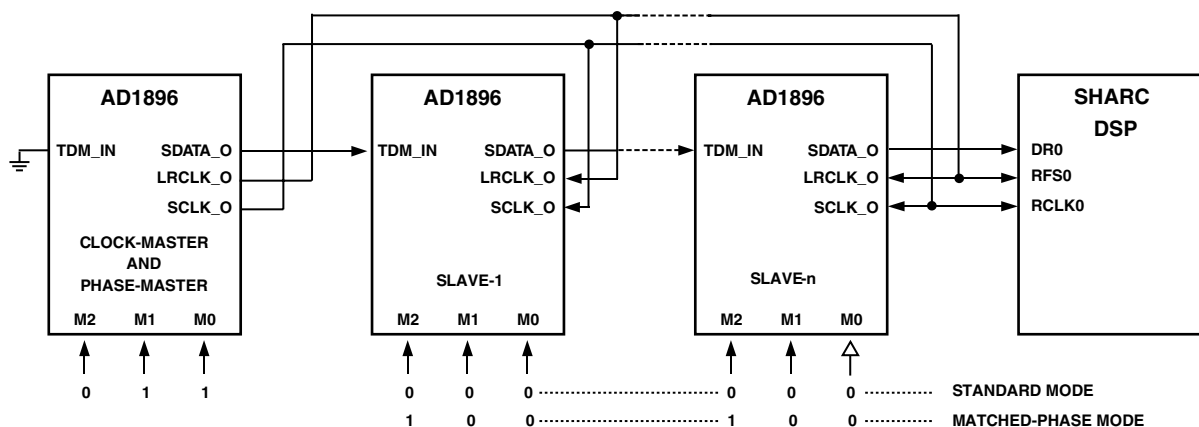 AD1896
TDM_IN
SDATA_O
LRCLK_O
SCLK_O
CLOCK-MASTER
AND
PHASE-MASTER
M2 M1 M0
0 1 1
AD1896
TDM_IN
SDATA_O
LRCLK_O
SCLK_O
SLAVE-1
M2 M1 M0
AD1896
TDM_IN
SDATA_O
LRCLK_O
SCLK_O
SLAVE-n
M2 M1 M0
SHARC
DSP
DR0
RFS0
RCLK0
0 0 0 0 0 0 STANDARD MODE
1 0 0 1 0 0 MATCHED-PHASE MODE